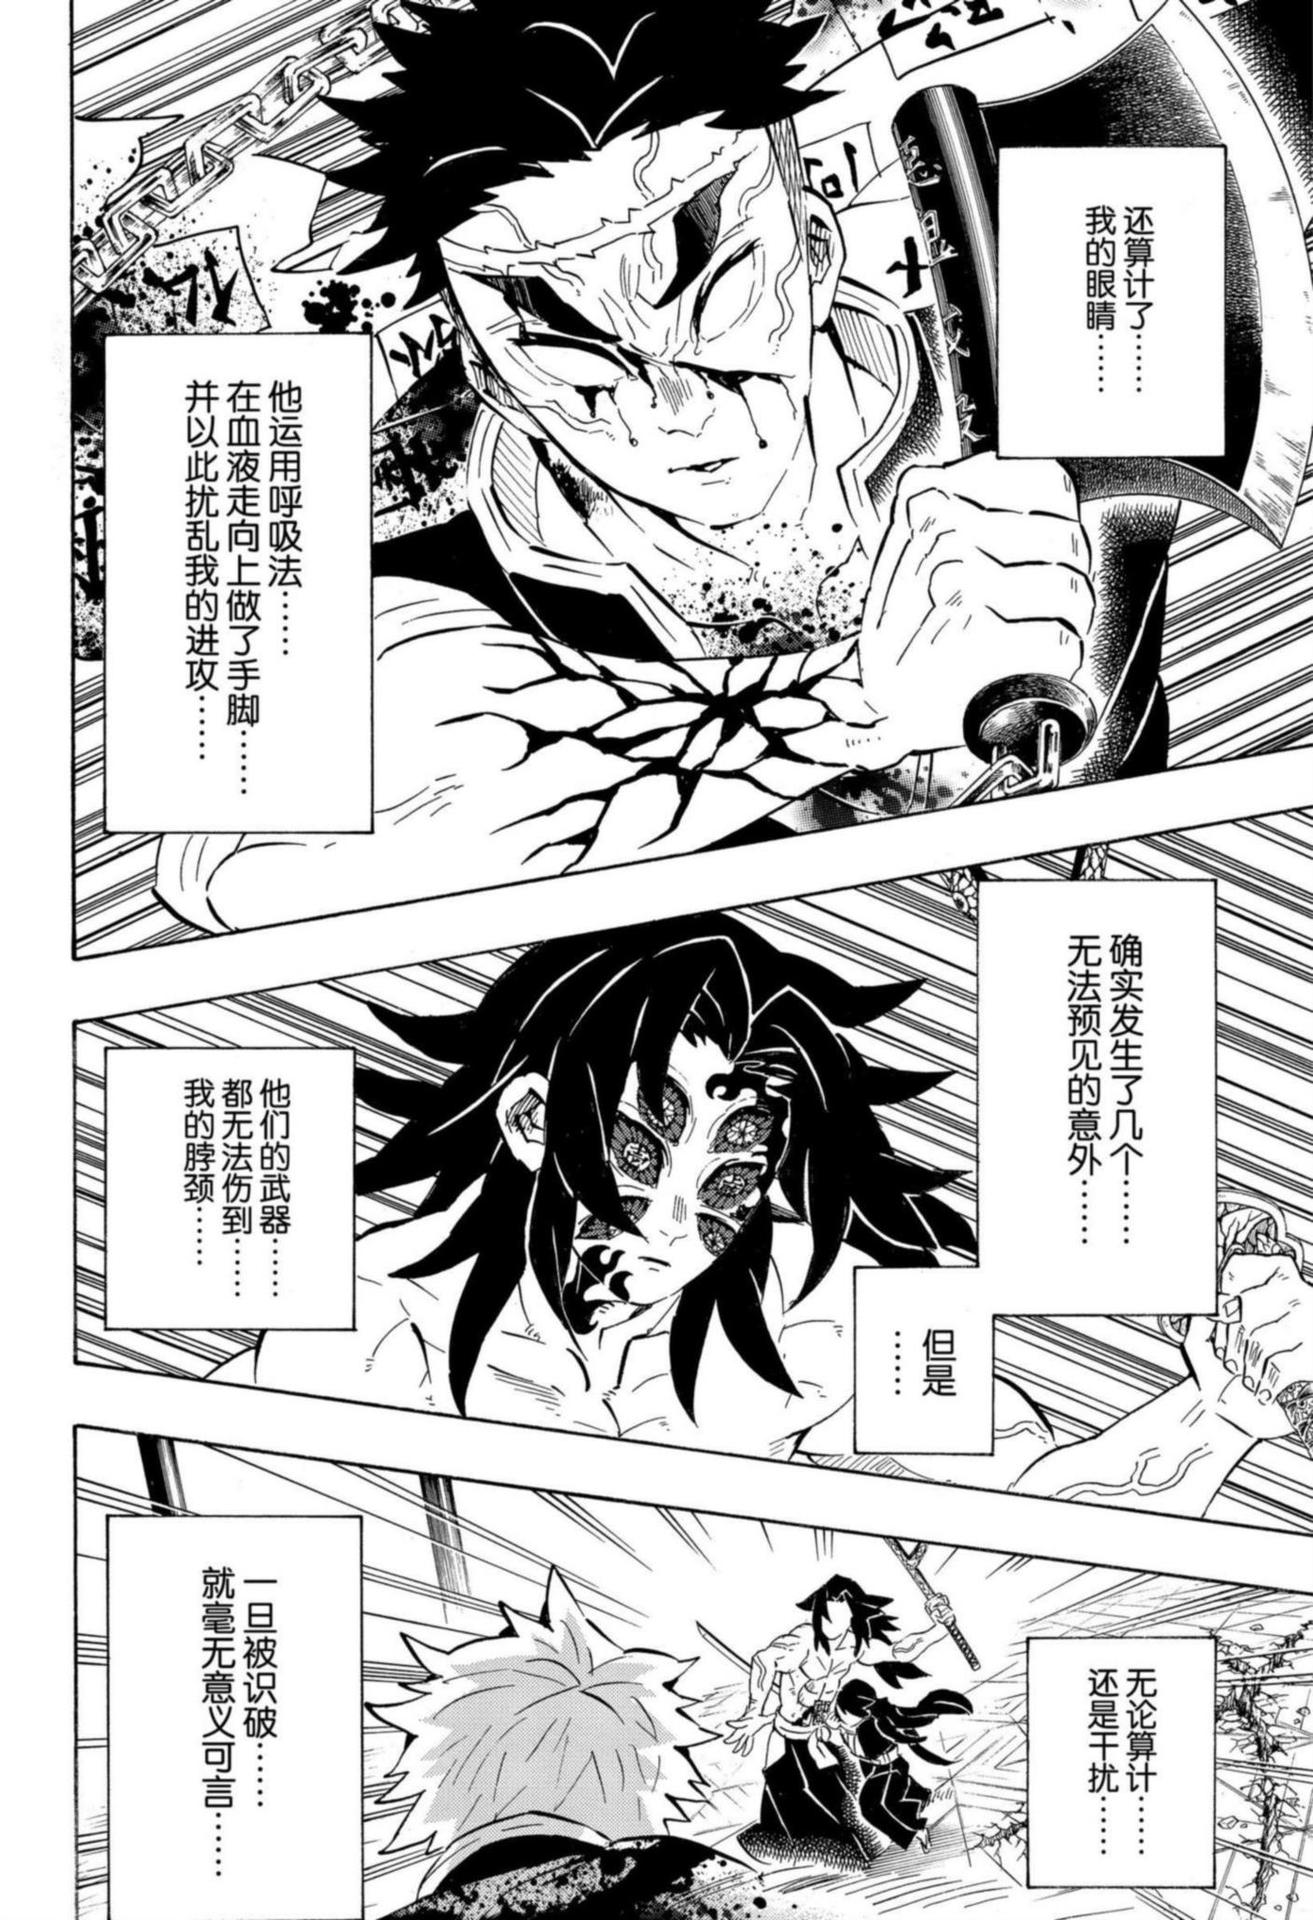 还算计了……
我的眼睛……
他运用呼吸法……
在血液走向上做了手脚……
并以此扰乱我的进攻……
确实发生了几个……
无法预见的意外……
但是
……
他们的武器……
都无法伤到……
我的脖颈……
无论算计……
还是干扰……
一旦被识破……
就毫无意义可言……